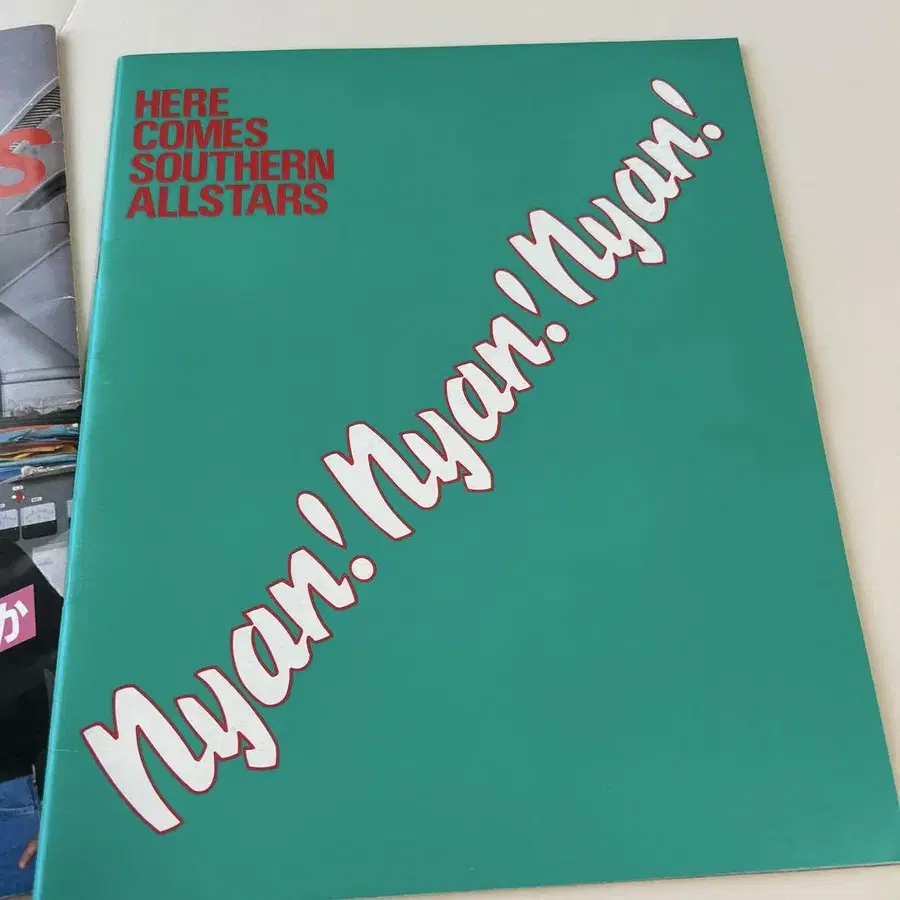 HERE
COMES
SOUTHERN
ALLSTARS
Nyan! Nyan! Nyan!
S
か